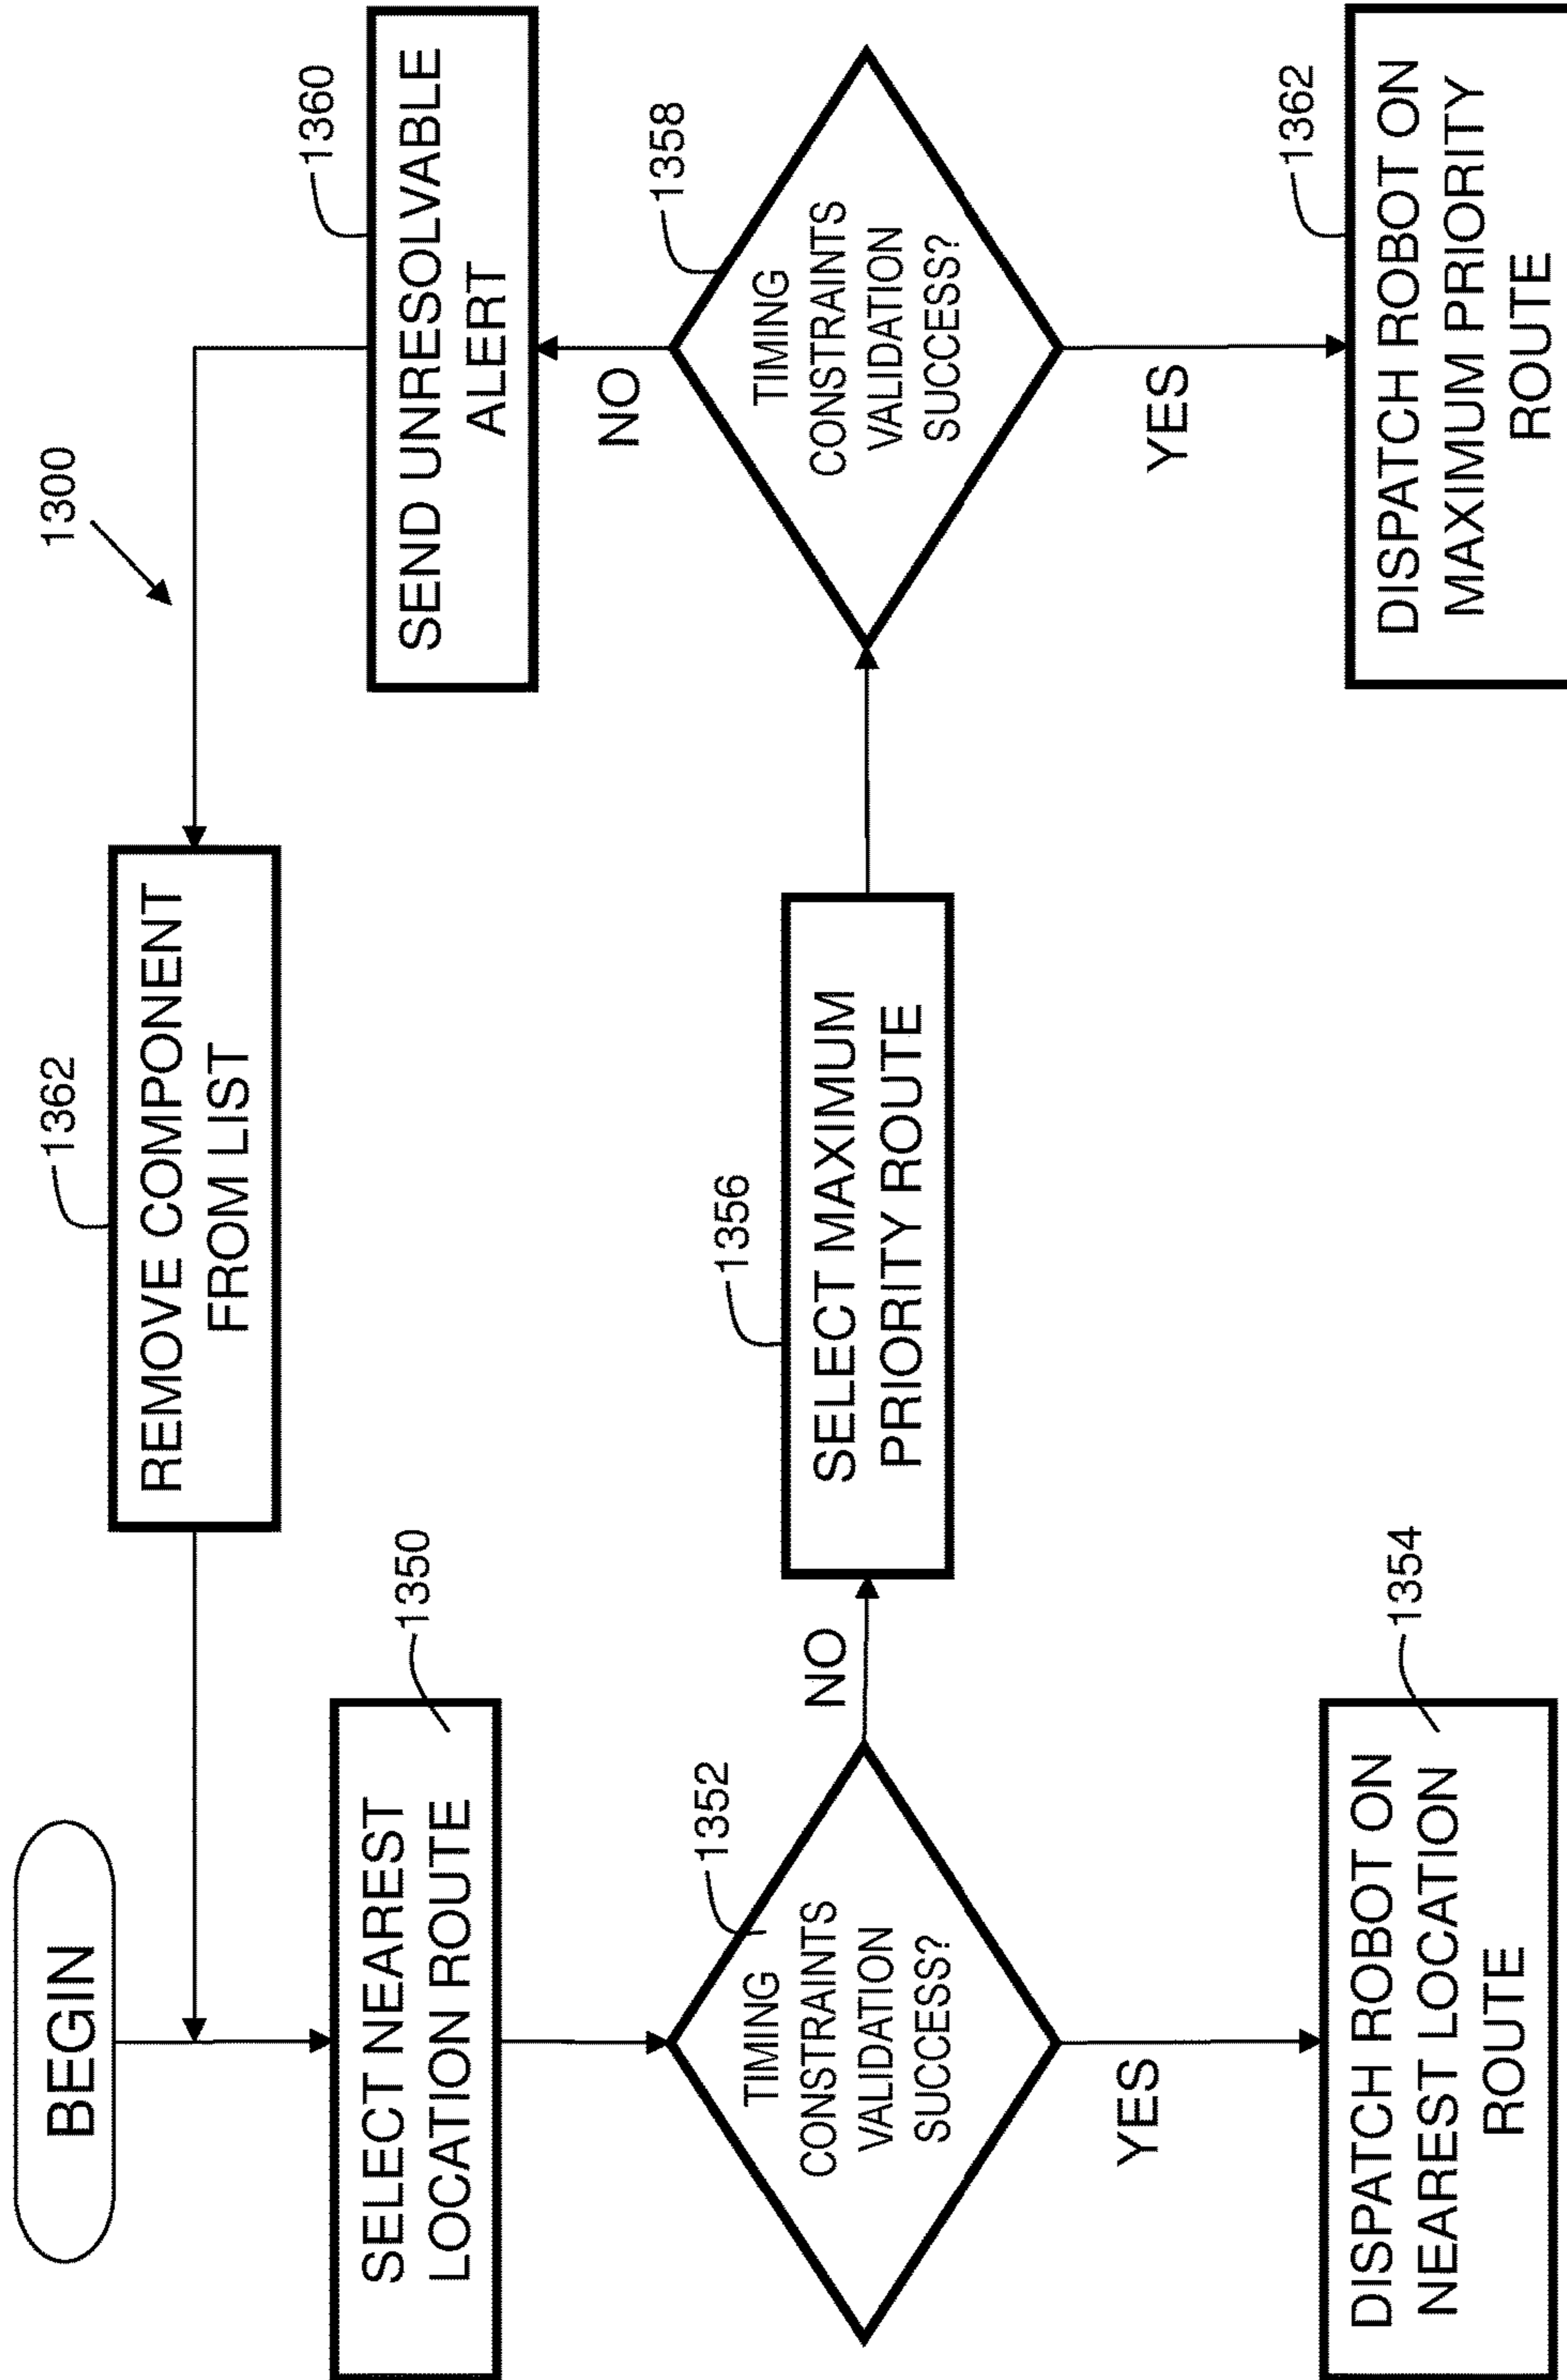 1300
BEGIN
1362
REMOVE COMPONENT
FROM LIST
1360
SEND UNRESOLVABLE
ALERT
1350
SELECT NEAREST
LOCATION ROUTE
1352
TIMING
CONSTRAINTS
VALIDATION
SUCCESS?
NO
1356
SELECT MAXIMUM
PRIORITY ROUTE
NO
1358
TIMING
CONSTRAINTS
VALIDATION
SUCCESS?
YES
1354
DISPATCH ROBOT ON
NEAREST LOCATION
ROUTE
YES
1362
DISPATCH ROBOT ON
MAXIMUM PRIORITY
ROUTE